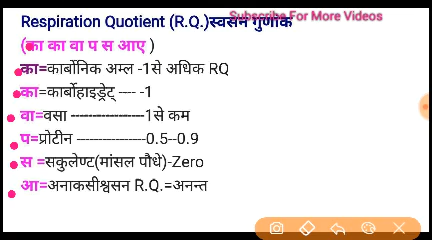 Respiration Quotient (R.Q.)स्वसन गुणांक
Subscribe For More Videos
(का का वा प स आए )
का=कार्बोनिक अम्ल -1से अधिक RQ
का=कार्बोहाइड्रेट् ---- -1
वा=वसा -----------------1से कम
प=प्रोटीन ----------------0.5--0.9
स =सकुलेण्ट(मांसल पौधे)-Zero
आ=अनाकसीश्वसन R.Q.=अनन्त